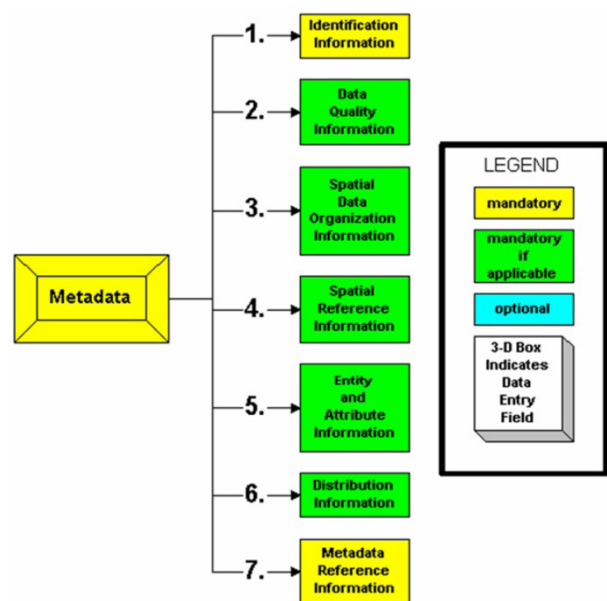 Metadata
1.
Identification
Information
2.
Data
Quality
Information
3.
Spatial
Data
Organization
Information
4.
Spatial
Reference
Information
5.
Entity
and
Attribute
Information
6.
Distribution
Information
7.
Metadata
Reference
Information
LEGEND
mandatory
mandatory
if
applicable
optional
3-D Box
Indicates
Data
Entry
Field